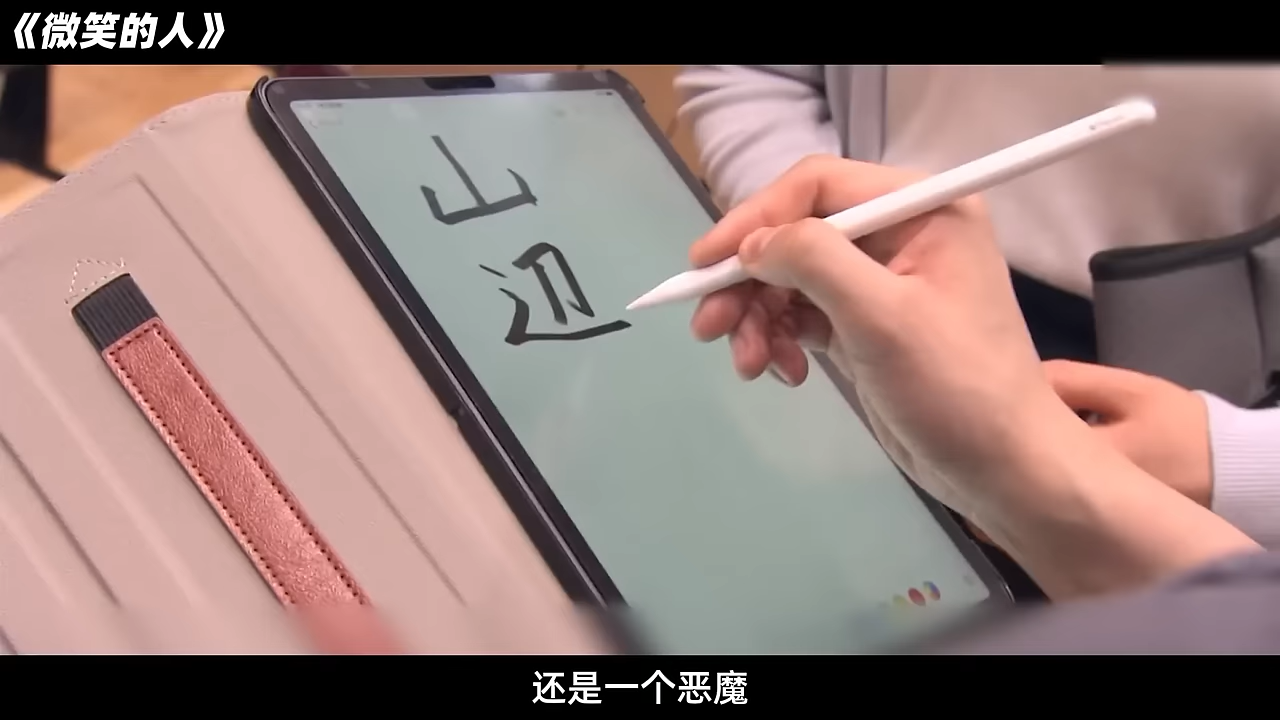 《微笑的人》
山
辺
还是一个恶魔